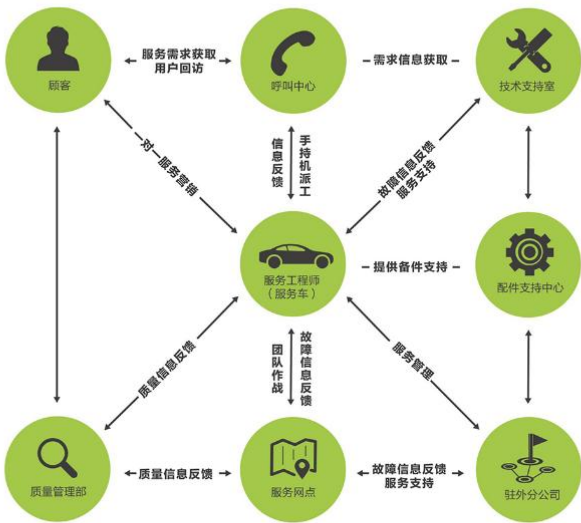 顾客
服务需求获取
用户回访
呼叫中心
需求信息获取
技术支持室
一对一服务营销
信息反馈
手持机派工
故障信息反馈
服务支持
服务工程师
（服务车）
提供备件支持
配件支持中心
质量信息反馈
团队作战
故障信息反馈
服务管理
质量管理部
质量信息反馈
服务网点
故障信息反馈
服务支持
驻外分公司